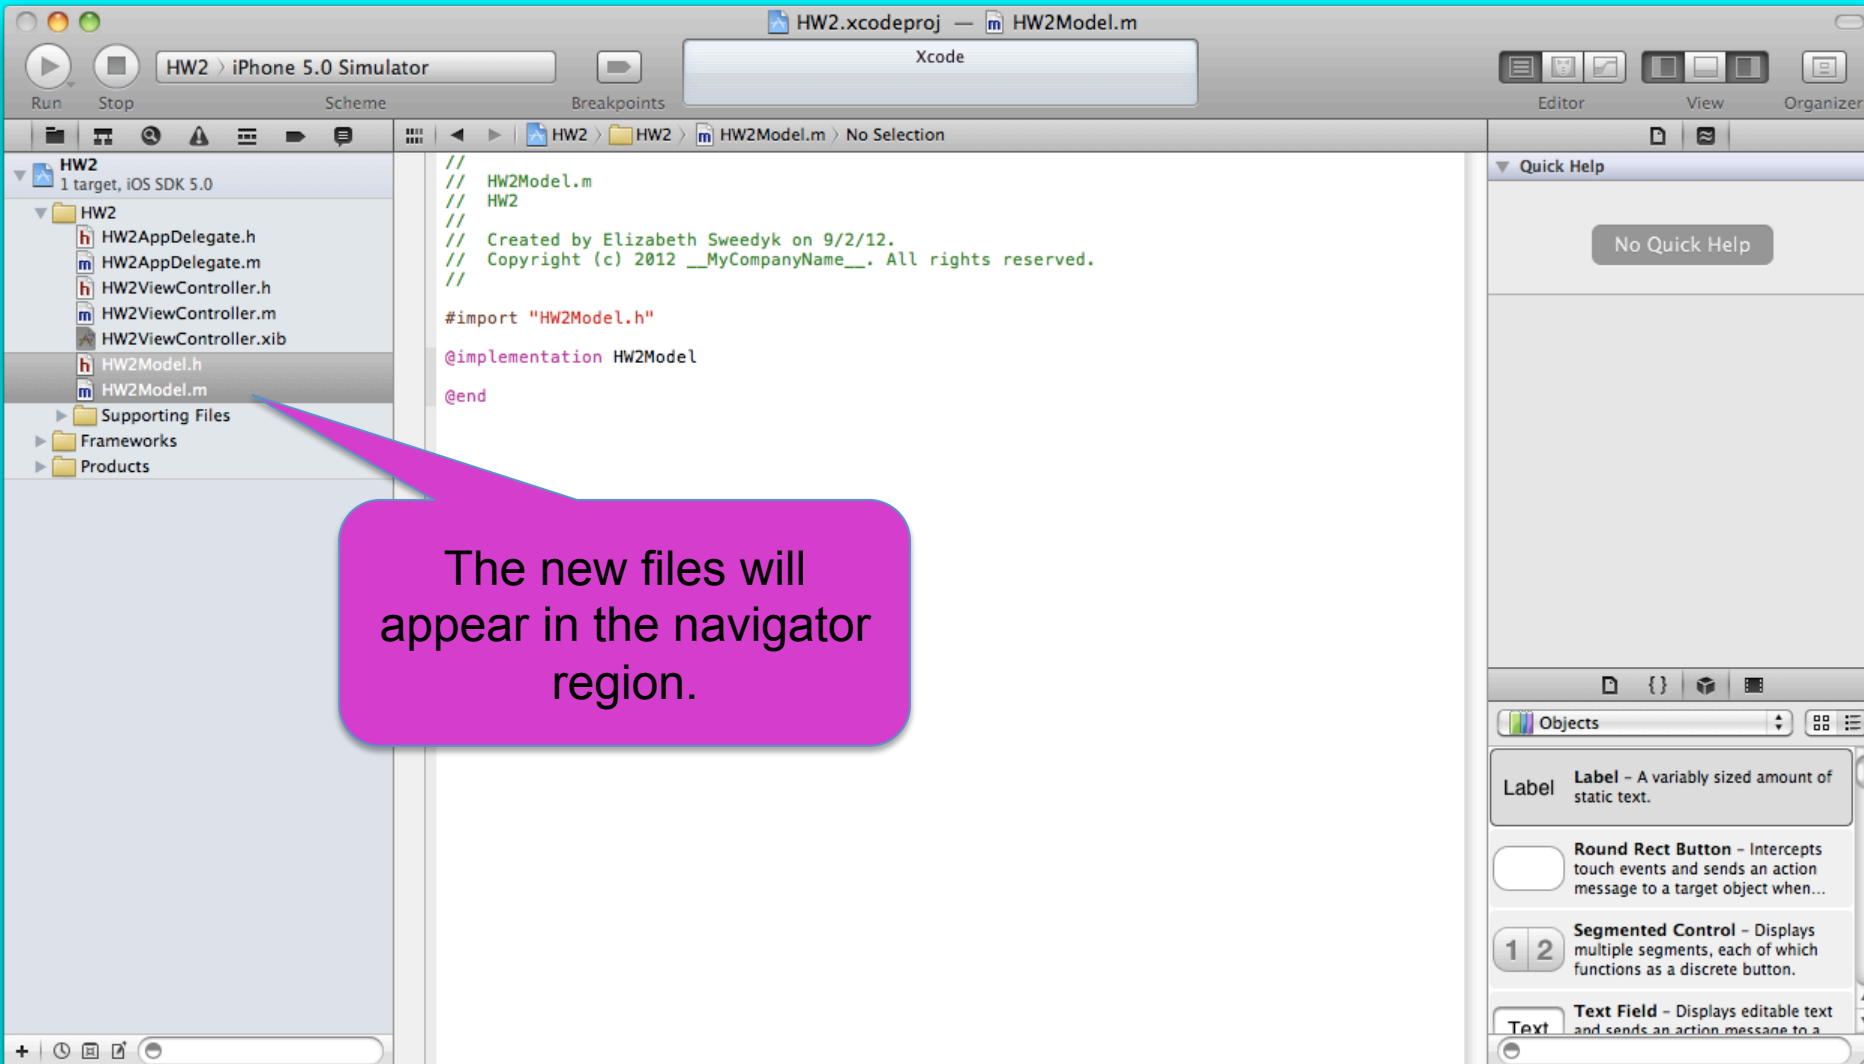 HW2.xcodeproj — m HW2Model.m
HW2 › iPhone 5.0 Simulator
Xcode
Run Stop Scheme Breakpoints Editor View Organizer
HW2 › HW2 › m HW2Model.m › No Selection
HW2
1 target, iOS SDK 5.0
HW2
h HW2AppDelegate.h
m HW2AppDelegate.m
h HW2ViewController.h
m HW2ViewController.m
HW2ViewController.xib
h HW2Model.h
m HW2Model.m
Supporting Files
Frameworks
Products
//
// HW2Model.m
// HW2
//
// Created by Elizabeth Sweedyk on 9/2/12.
// Copyright (c) 2012 __MyCompanyName__. All rights reserved.
//
#import "HW2Model.h"
@implementation HW2Model
@end
The new files will
appear in the navigator
region.
Quick Help
No Quick Help
{}
Objects
Label
Label – A variably sized amount of
static text.
Round Rect Button – Intercepts
touch events and sends an action
message to a target object when...
1 2
Segmented Control – Displays
multiple segments, each of which
functions as a discrete button.
Text
Text Field – Displays editable text
and sends an action message to a